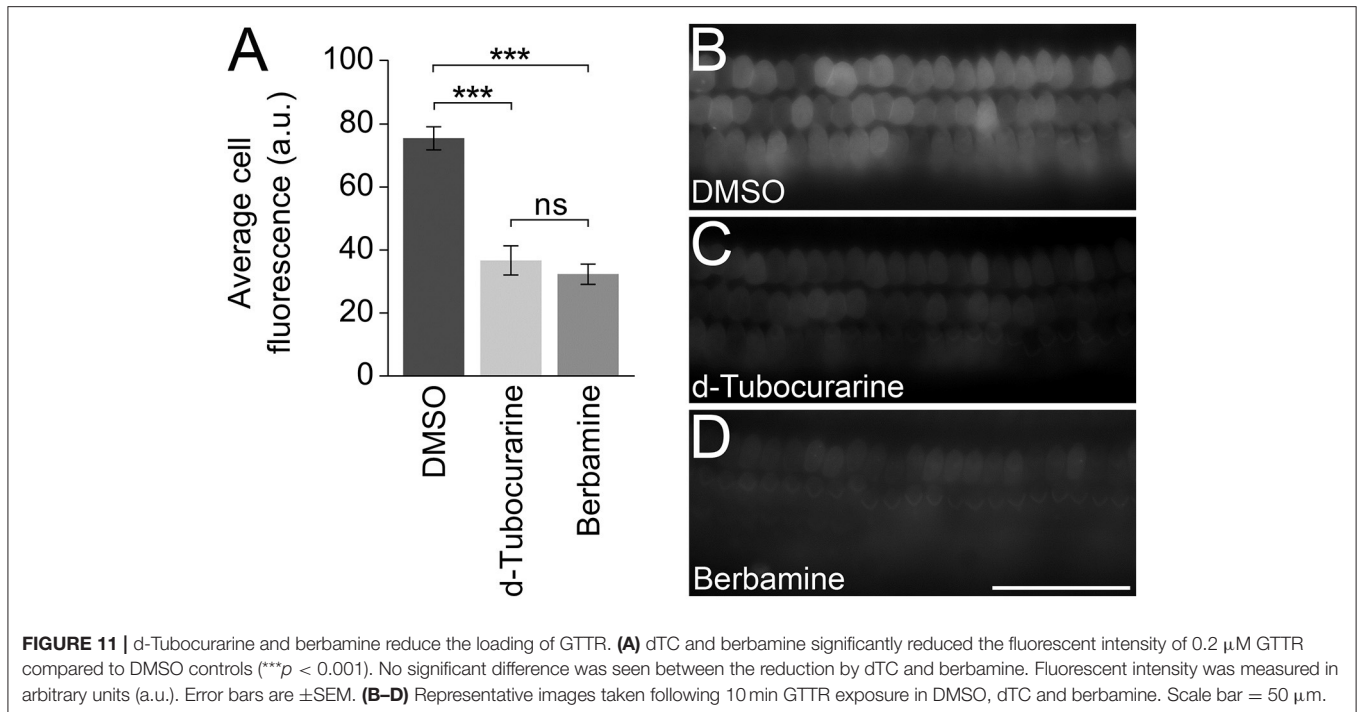 A
Average cell
fluorescence (a.u.)
100
80
60
40
20
0
***
***
ns
DMSO
d-Tubocurarine
Berbamine
B
DMSO
C
d-Tubocurarine
D
Berbamine
FIGURE 11 | d-Tubocurarine and berbamine reduce the loading of GTTR. (A) dTC and berbamine significantly reduced the fluorescent intensity of 0.2 μM GTTR
compared to DMSO controls (***p < 0.001). No significant difference was seen between the reduction by dTC and berbamine. Fluorescent intensity was measured in
arbitrary units (a.u.). Error bars are ±SEM. (B–D) Representative images taken following 10 min GTTR exposure in DMSO, dTC and berbamine. Scale bar = 50 μm.